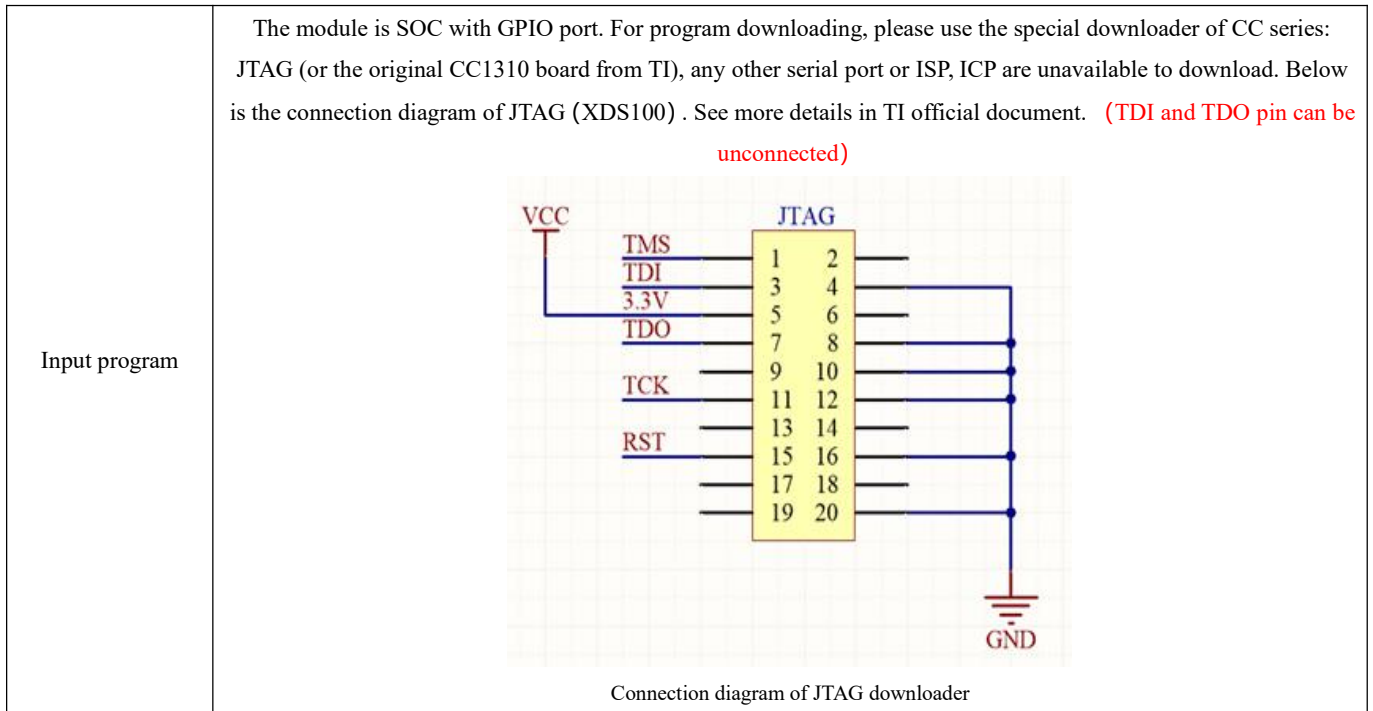 The module is SOC with GPIO port. For program downloading, please use the special downloader of CC series:
JTAG (or the original CC1310 board from TI), any other serial port or ISP, ICP are unavailable to download. Below
is the connection diagram of JTAG (XDS100) . See more details in TI official document. (TDI and TDO pin can be
unconnected)
Input program
VCC
JTAG
TMS 1 2
TDI 3 4
3.3V 5 6
TDO 7 8
9 10
TCK 11 12
13 14
RST 15 16
17 18
19 20
GND
Connection diagram of JTAG downloader